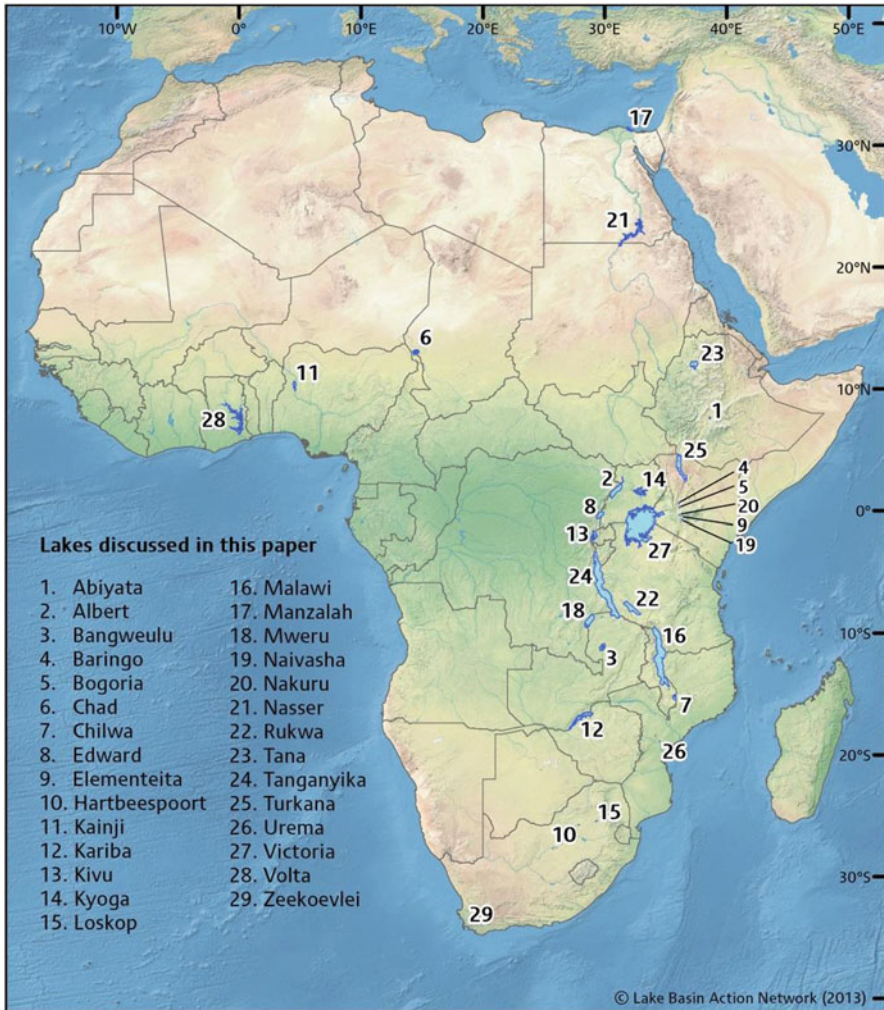 10°W 0° 10°E 20°E 30°E 40°E 50°E
17
30°N
21
20°N
6
23
11
10°N
1
28
25
4
2
14
5
8
20
0°
9
13
27
19
Lakes discussed in this paper
24
1. Abiyata
2. Albert
3. Bangweulu
4. Baringo
5. Bogoria
6. Chad
7. Chilwa
8. Edward
9. Elementeita
10. Hartbeespoort
11. Kainji
12. Kariba
13. Kivu
14. Kyoga
15. Loskop
16. Malawi
17. Manzalah
18. Mweru
19. Naivasha
20. Nakuru
21. Nasser
22. Rukwa
23. Tana
24. Tanganyika
25. Turkana
26. Urema
27. Victoria
28. Volta
29. Zeekoevlei
22
18
16
10°S
3
7
12
26
20°S
15
10
30°S
29
© Lake Basin Action Network (2013)